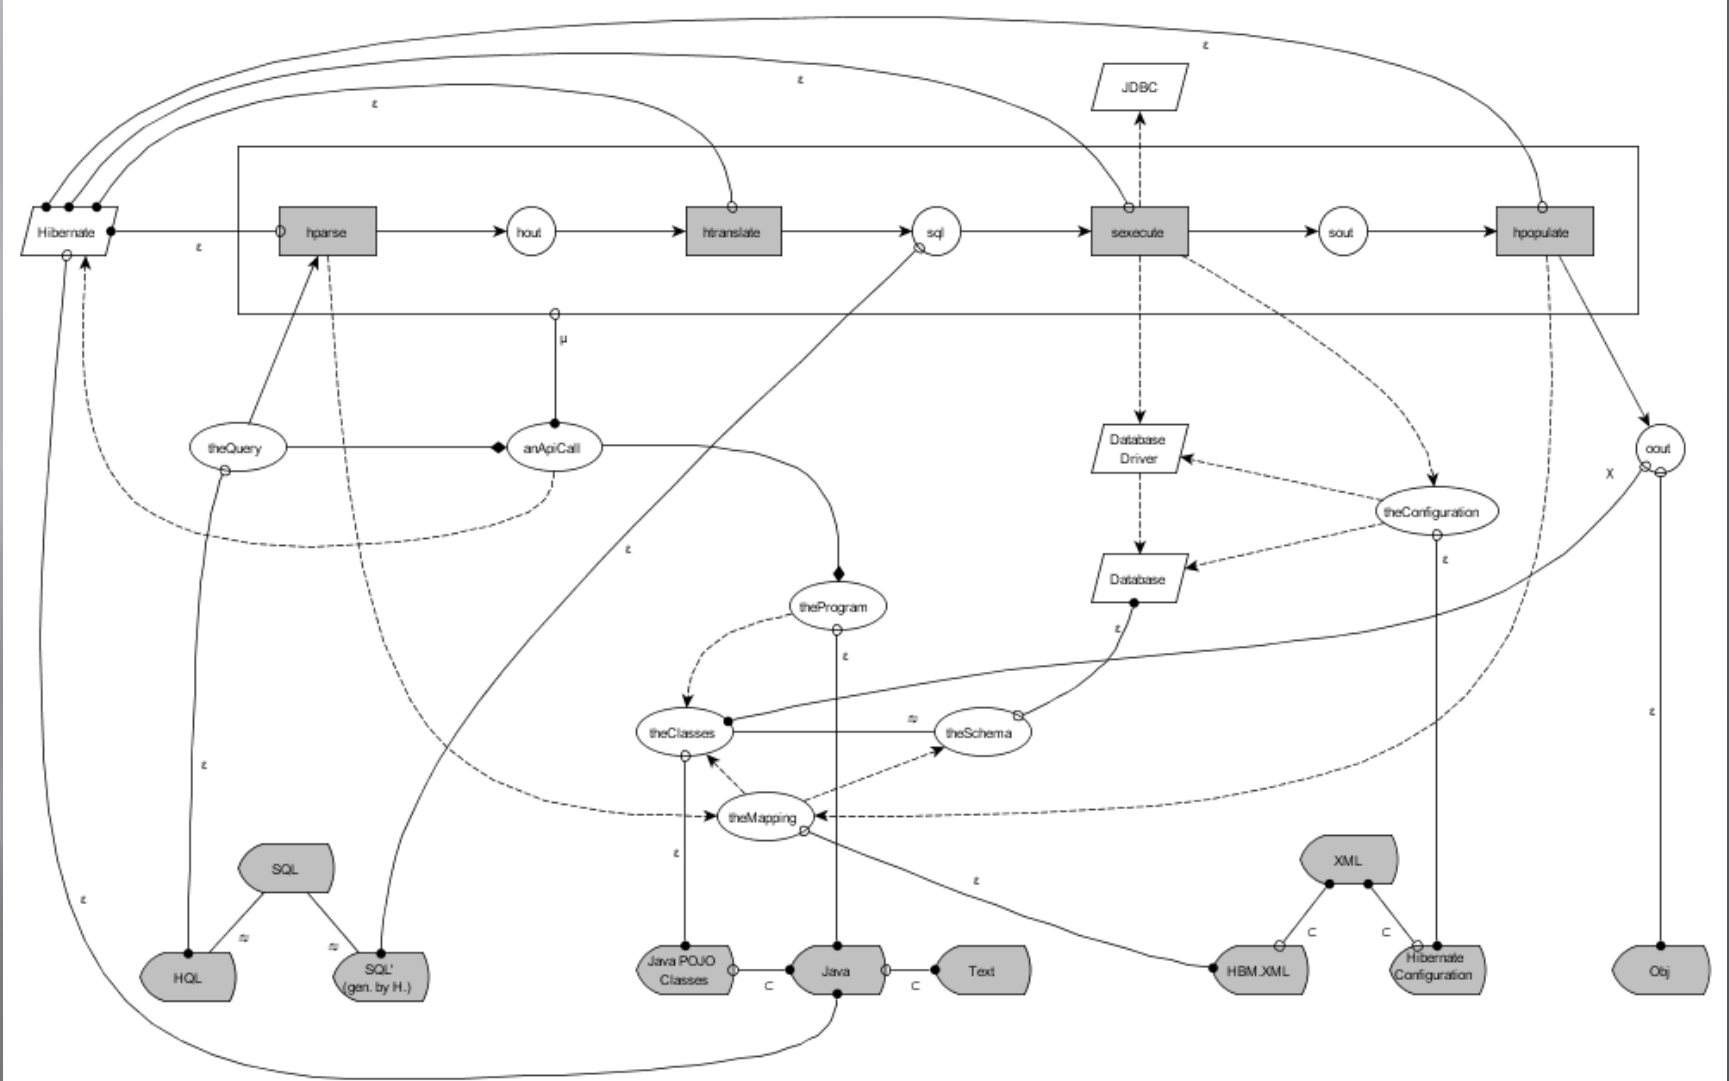 ε
JDBC
ε
ε
Hibernate
ε
hparse
hout
htranslate
sql
sexecute
sout
hpopulate
μ
theQuery
anApiCall
Database
Driver
oout
χ
theConfiguration
ε
ε
Database
theProgram
ε
ε
theClasses
≈
theSchema
ε
ε
theMapping
ε
ε
ε
SQL
XML
≈
≈
⊂
⊂
HQL
SQL'
(gen. by H.)
Java POJO
Classes
⊂
Java
⊂
Text
HBM.XML
Hibernate
Configuration
Obj